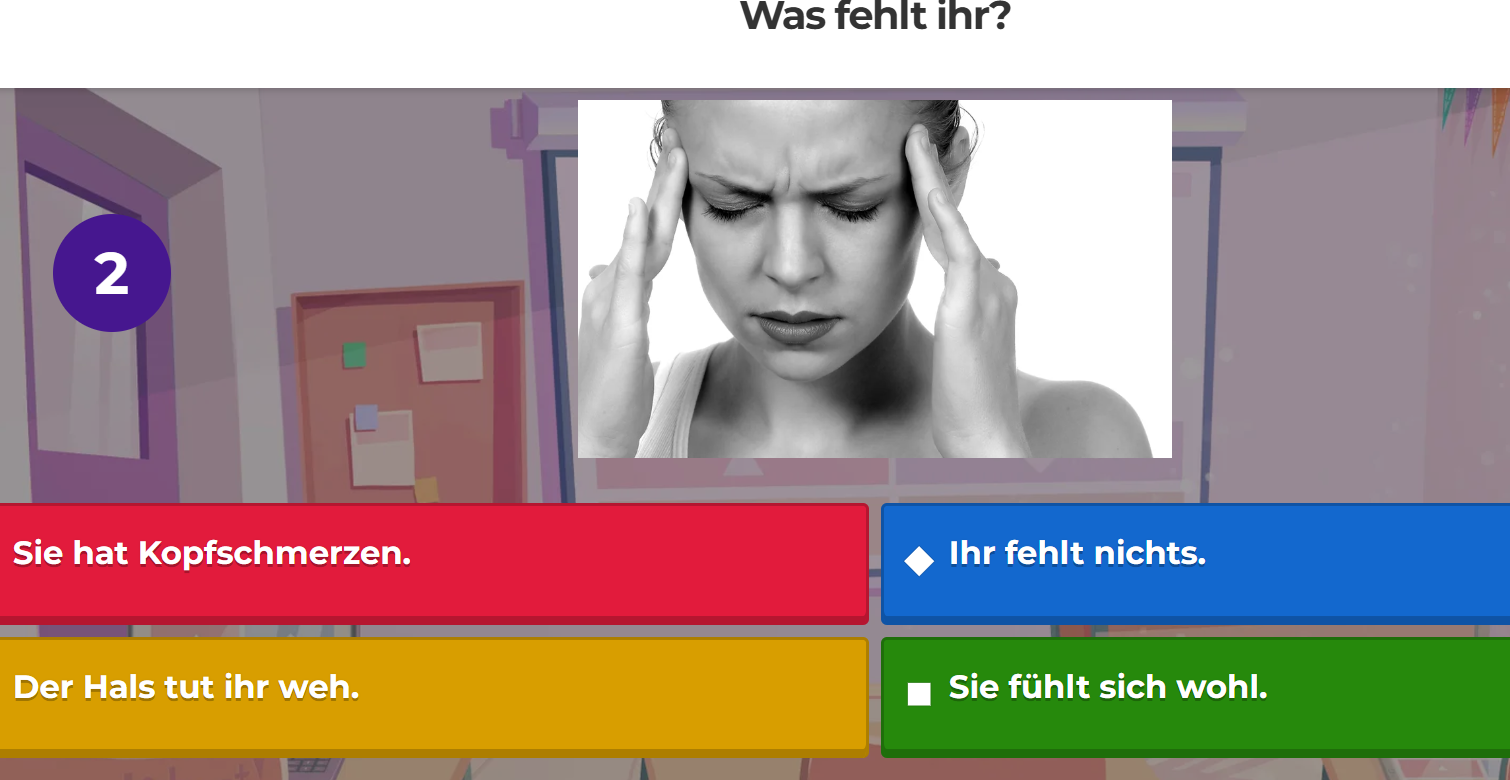 Was fehlt ihr?
2
Sie hat Kopfschmerzen.
Ihr fehlt nichts.
Der Hals tut ihr weh.
Sie fühlt sich wohl.